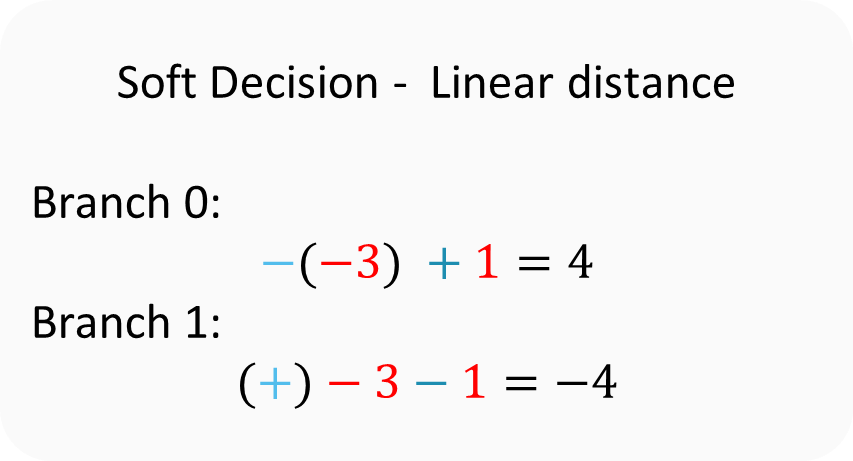 Soft Decision - Linear distance
Branch 0:
−(−3) + 1 = 4
Branch 1:
(+) − 3 − 1 = −4